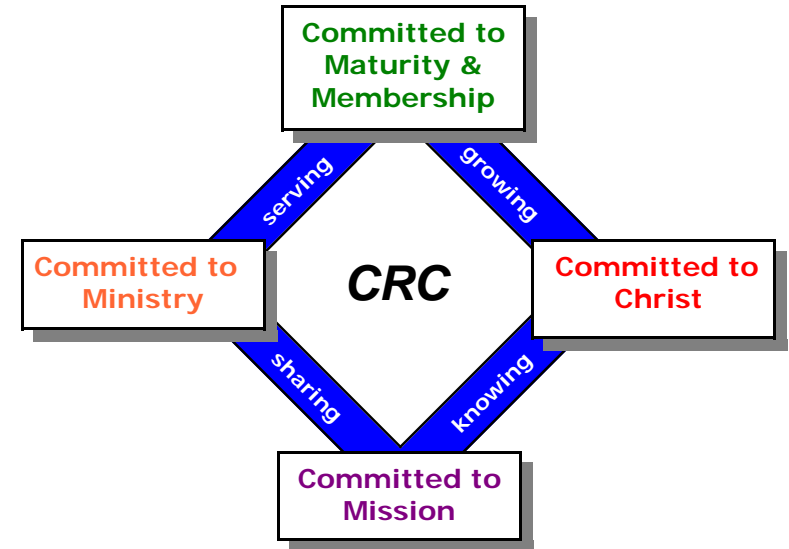 Committed to
Maturity &
Membership
serving
growing
Committed to
Ministry
CRC
Committed to
Christ
sharing
knowing
Committed to
Mission